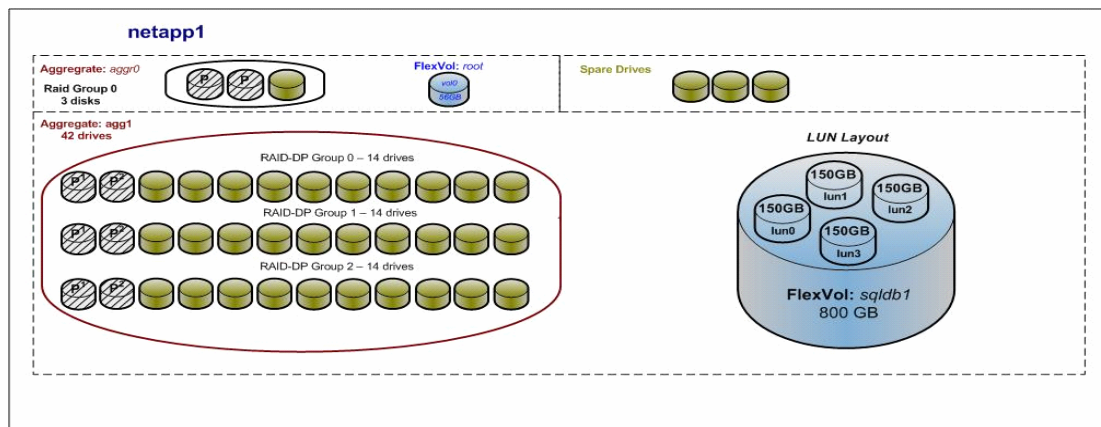 netapp1
Aggregrate: aggr0
Raid Group 0
3 disks
P P
FlexVol: root
vol0
56GB
Spare Drives
Aggregate: agg1
42 drives
RAID-DP Group 0 – 14 drives
P1 P2
RAID-DP Group 1 – 14 drives
P1 P2
RAID-DP Group 2 – 14 drives
P1 P2
LUN Layout
150GB
lun1
150GB
lun2
150GB
lun0
150GB
lun3
FlexVol: sqldb1
800 GB